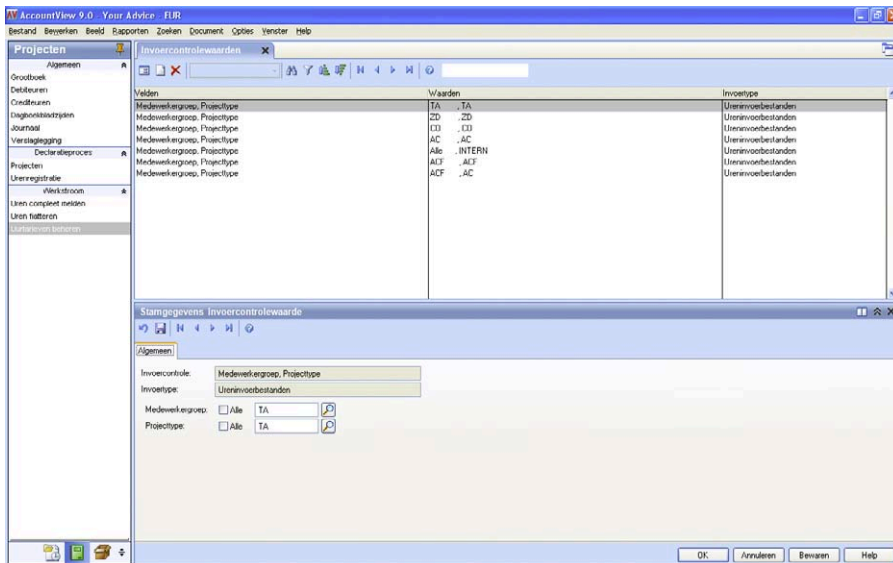 AV AccountView 9.0 - Your Advice - EUR
Bestand Bewerken Beeld Rapporten Zoeken Document Opties Venster Help
Projecten
Algemeen
Grootboek
Debiteuren
Crediteuren
Dagboekbladzijden
Journaal
Verslaglegging
Declaratieproces
Projecten
Urenregistratie
Werkstroom
Uren compleet melden
Uren fiatteren
Uurtarieven beheren
Invoercontrolewaarden
Velden Waarden Invoertype
Medewerkergroep, Projecttype TA , TA Ureninvoerbestanden
Medewerkergroep, Projecttype ZD , ZD Ureninvoerbestanden
Medewerkergroep, Projecttype CO , CO Ureninvoerbestanden
Medewerkergroep, Projecttype AC , AC Ureninvoerbestanden
Medewerkergroep, Projecttype Alle , INTERN Ureninvoerbestanden
Medewerkergroep, Projecttype ACF , ACF Ureninvoerbestanden
Medewerkergroep, Projecttype ACF , AC Ureninvoerbestanden
Stamgegevens Invoercontrolewaarde
Algemeen
Invoercontrole: Medewerkergroep, Projecttype
Invoertype: Ureninvoerbestanden
Medewerkergroep: Alle TA
Projecttype: Alle TA
OK Annuleren Bewaren Help